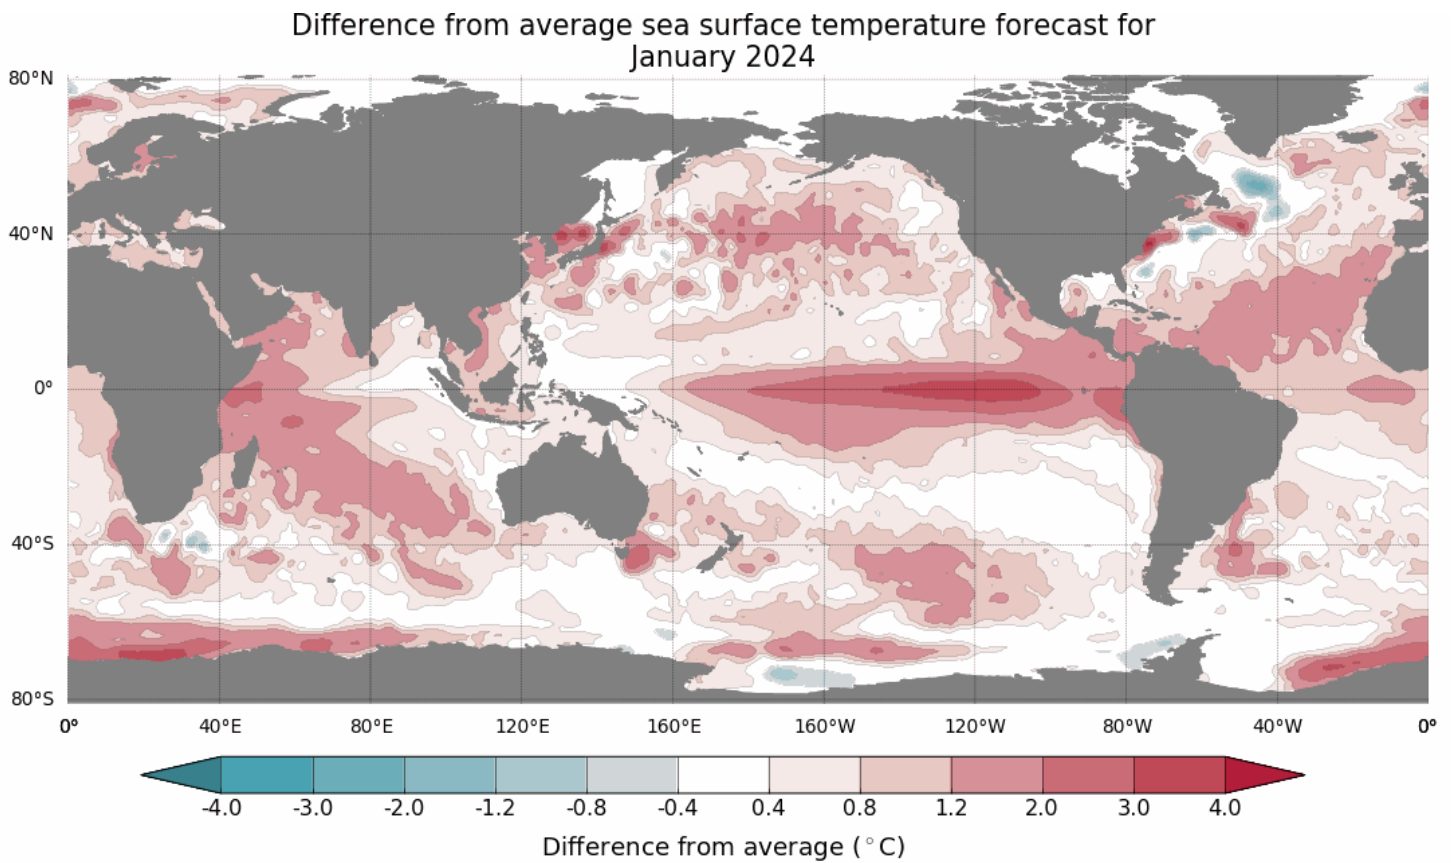 Difference from average sea surface temperature forecast for
January 2024
80°N
40°N
0°
40°S
80°S
0° 40°E 80°E 120°E 160°E 160°W 120°W 80°W 40°W 0°
-4.0 -3.0 -2.0 -1.2 -0.8 -0.4 0.4 0.8 1.2 2.0 3.0 4.0
Difference from average (°C)